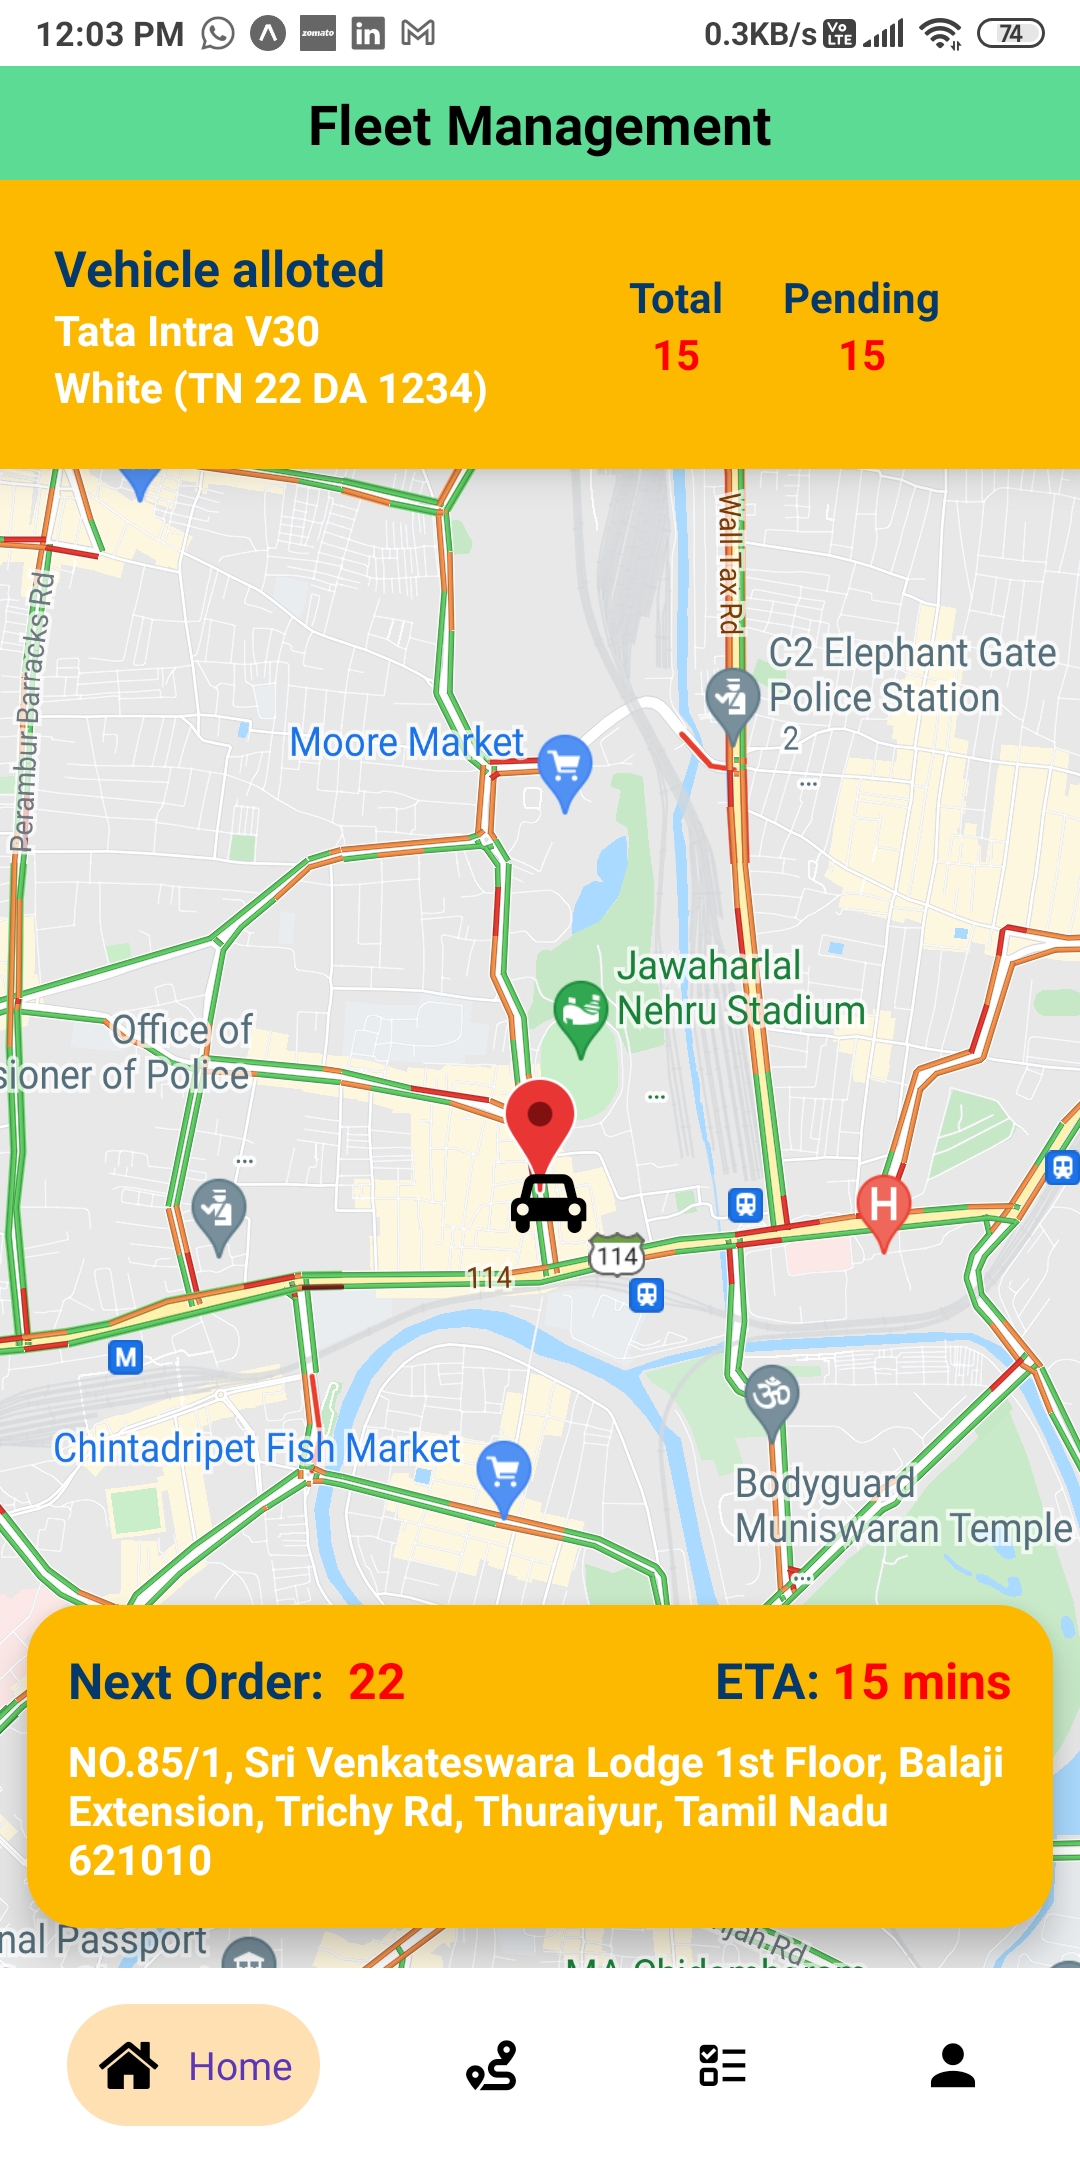 12:03 PM
zomato
in
0.3KB/s
Vo LTE
74
Fleet Management
Vehicle alloted
Tata Intra V30
White (TN 22 DA 1234)
Total
Pending
15
15
Wall Tax Rd
Perambur Barracks Rd
C2 Elephant Gate
Police Station
2
Moore Market
Jawaharlal
Nehru Stadium
Office of
sioner of Police
H
114
114
M
ॐ
Chintadripet Fish Market
Bodyguard
Muniswaran Temple
Next Order: 22
ETA: 15 mins
NO.85/1, Sri Venkateswara Lodge 1st Floor, Balaji
Extension, Trichy Rd, Thuraiyur, Tamil Nadu
621010
nal Passport
jah Rd
Home